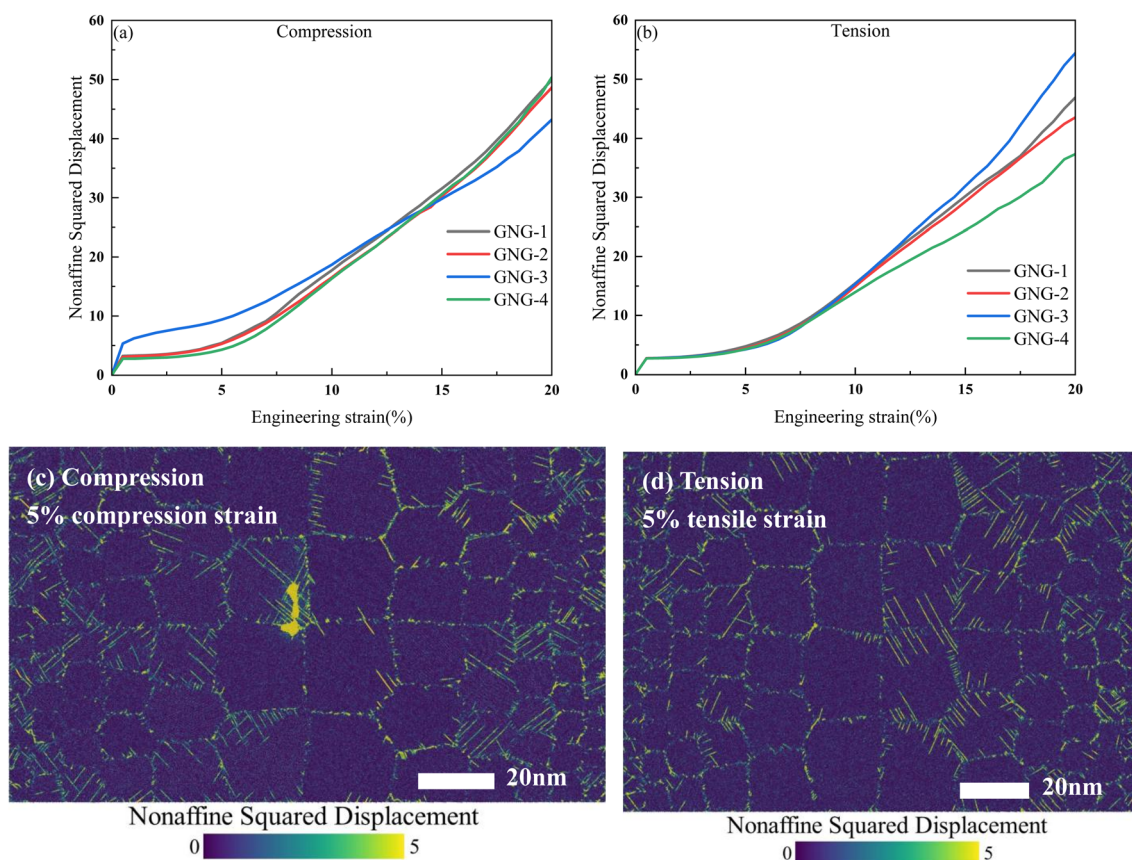 (a) Compression
Nonaffine Squared Displacement
60
50
40
30
20
10
0
GNG-1
GNG-2
GNG-3
GNG-4
0 5 10 15 20
Engineering strain(%)
(b) Tension
Nonaffine Squared Displacement
60
50
40
30
20
10
0
GNG-1
GNG-2
GNG-3
GNG-4
0 5 10 15 20
Engineering strain(%)
(c) Compression
5% compression strain
20nm
Nonaffine Squared Displacement
0 5
(d) Tension
5% tensile strain
20nm
Nonaffine Squared Displacement
0 5